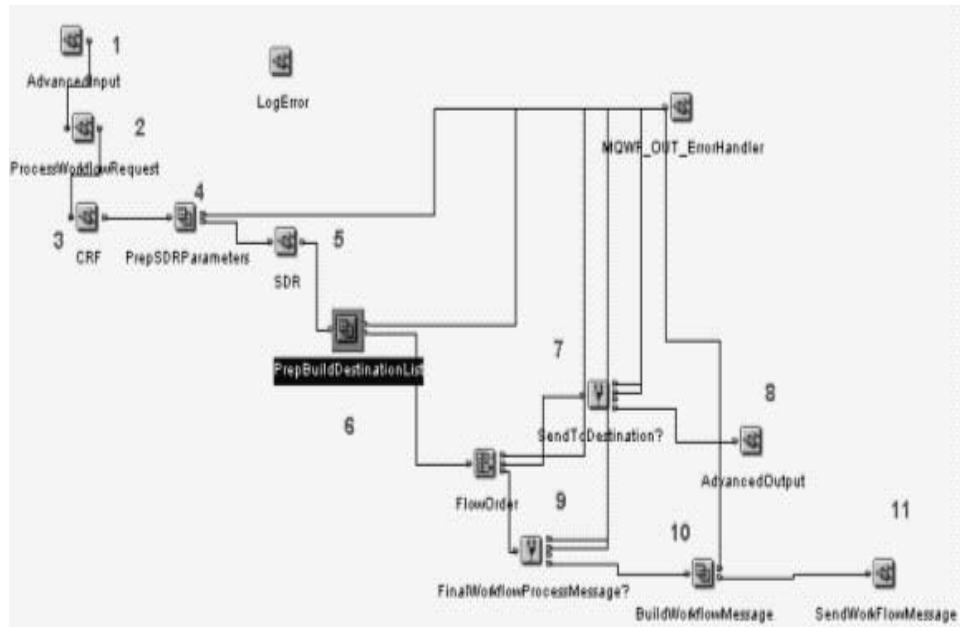 1
AdvancedInput
LogError
2
MQWF_OUT_ErrorHandler
ProcessWorkflowRequest
4
3
CRF
PrepSDRParameters
5
SDR
7
PrepBuildDestinationList
8
6
SendToDestination?
AdvancedOutput
FlowOrder
9
11
10
FinalWorkflowProcessMessage?
BuildWorkflowMessage
SendWorkFlowMessage